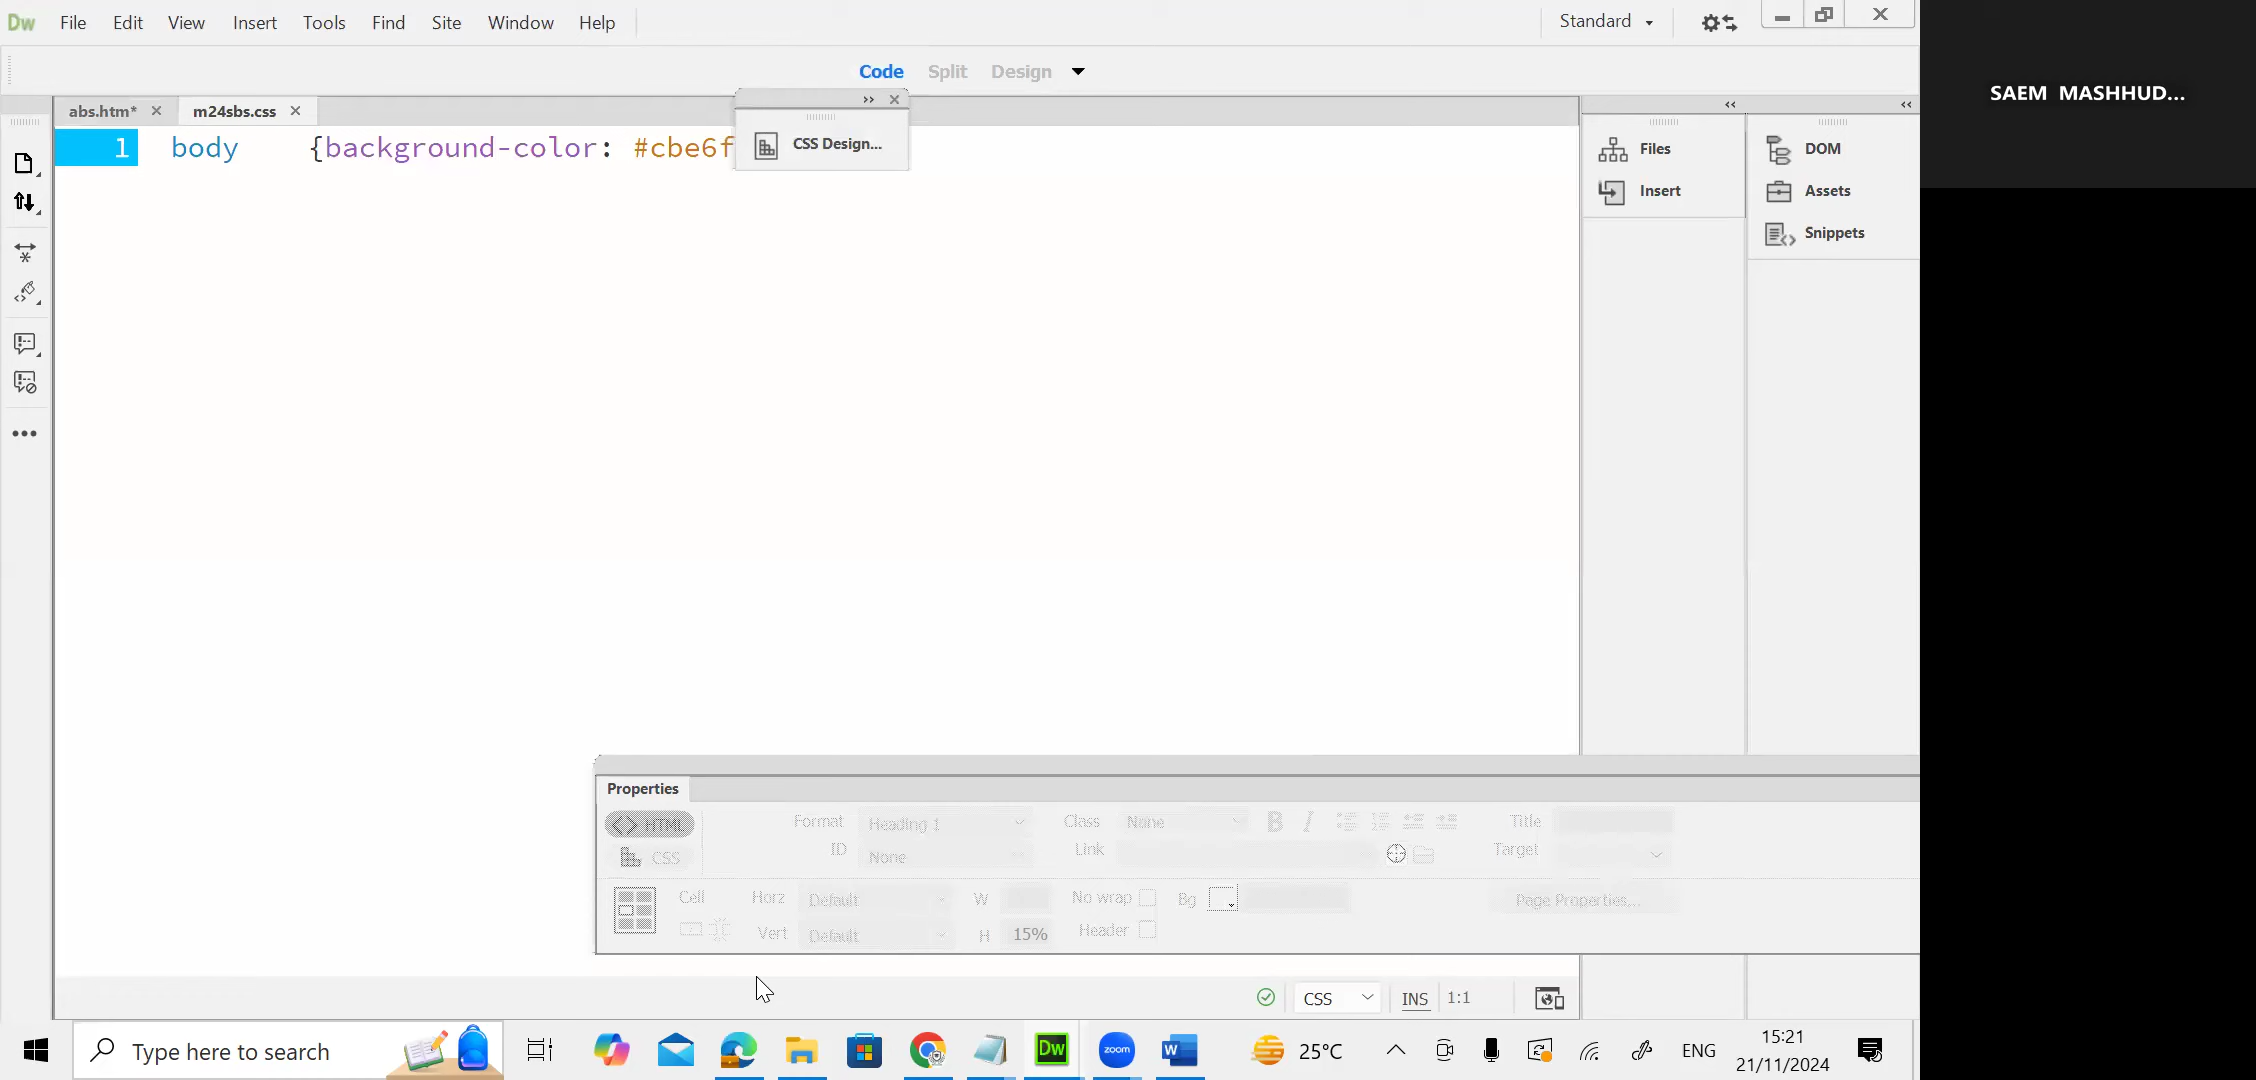 Dw File Edit View Insert Tools Find Site Window Help Standard
Code Split Design
SAEM MASHHUD...
abs.htm* m24sbs.css
1 body {background-color: #cbe6f
CSS Design...
Files
Insert
DOM
Assets
Snippets
Properties
HTML Format Heading 1 Class None B I Title
CSS ID None Link Target
Cell Horz Default W No wrap Bg Page Properties...
Vert Default H 15% Header
CSS INS 1:1
Type here to search Dw zoom W 25°C ENG 15:21
21/11/2024